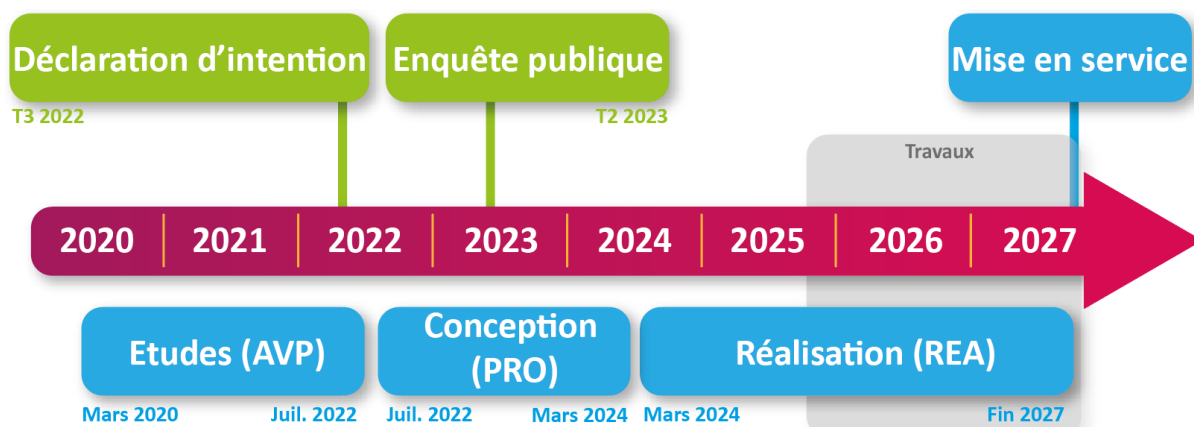 Déclaration d'intention
Enquête publique
Mise en service
T3 2022
T2 2023
Travaux
2020
2021
2022
2023
2024
2025
2026
2027
Etudes (AVP)
Conception
(PRO)
Réalisation (REA)
Mars 2020
Juil. 2022
Juil. 2022
Mars 2024
Mars 2024
Fin 2027